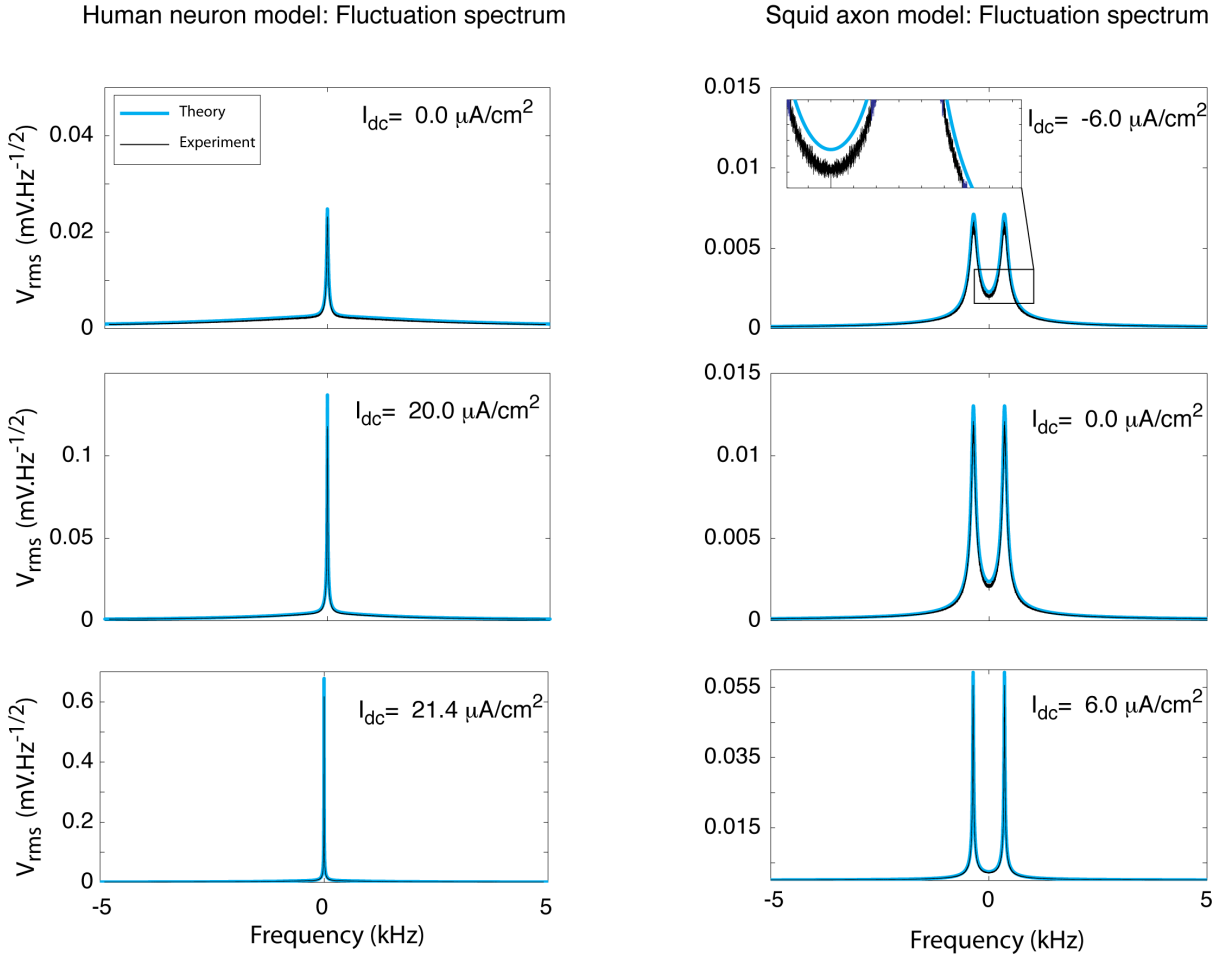 Human neuron model: Fluctuation spectrum
Squid axon model: Fluctuation spectrum
V_rms (mV.Hz^-1/2)
0.04
0.02
0
Theory
Experiment
I_dc= 0.0 μA/cm^2
0.015
0.01
0.005
0
I_dc= -6.0 μA/cm^2
V_rms (mV.Hz^-1/2)
0.1
0.05
0
I_dc= 20.0 μA/cm^2
0.015
0.01
0.005
0
I_dc= 0.0 μA/cm^2
V_rms (mV.Hz^-1/2)
0.6
0.4
0.2
0
I_dc= 21.4 μA/cm^2
-5
0
5
Frequency (kHz)
0.055
0.035
0.015
I_dc= 6.0 μA/cm^2
-5
0
5
Frequency (kHz)